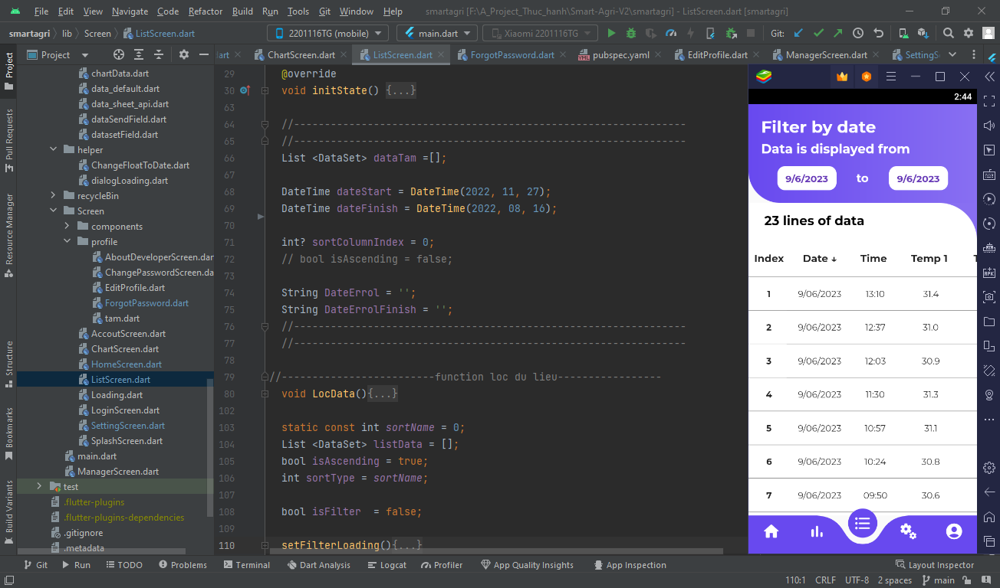 File Edit View Navigate Code Refactor Build Run Tools Git Window Help smartagri [F:\A_Project_Thuc_hanh\Smart-Agri-V2\smartagri] - ListScreen.dart [smartagri]
smartagri lib Screen ListScreen.dart 2201116TG (mobile) main.dart Xiaomi 2201116TG Git:
Project
dart ChartScreen.dart ListScreen.dart ForgotPassword.dart pubspec.yaml EditProfile.dart ManagerScreen.dart SettingS
Project
Pull Requests
Resource Manager
Structure
Bookmarks
Build Variants
chartData.dart
data_default.dart
data_sheet_api.dart
dataSendField.dart
datasetField.dart
helper
ChangeFloatToDate.dart
dialogLoading.dart
recycleBin
Screen
components
profile
AboutDeveloperScreen.dar
ChangePasswordScreen.da
EditProfile.dart
ForgotPassword.dart
tam.dart
AccoutScreen.dart
ChartScreen.dart
HomeScreen.dart
ListScreen.dart
Loading.dart
LoginScreen.dart
SettingScreen.dart
SplashScreen.dart
main.dart
ManagerScreen.dart
test
.flutter-plugins
.flutter-plugins-dependencies
.gitignore
.metadata
29 @override
30 void initState() {...}
63
64 //----------------------------------------------------------------
65 //----------------------------------------------------------------
66 List <DataSet> dataTam =[];
67
68 DateTime dateStart = DateTime(2022, 11, 27);
69 DateTime dateFinish = DateTime(2022, 08, 16);
70
71 int? sortColumnIndex = 0;
72 // bool isAscending = false;
73
74 String DateErrol = '';
75 String DateErrolFinish = '';
76 //----------------------------------------------------------------
77 //----------------------------------------------------------------
78
79 //-------------------------function loc du lieu-----------------
80 void LocData(){...}
102
103 static const int sortName = 0;
104 List <DataSet> listData = [];
105 bool isAscending = true;
106 int sortType = sortName;
107
108 bool isFilter  = false;
109
110 setFilterLoading(){...}
2:44
Filter by date
Data is displayed from
9/6/2023 to 9/6/2023
23 lines of data
Index Date ↓ Time Temp 1 T
1 9/06/2023 13:10 31.4
2 9/06/2023 12:37 31.0
3 9/06/2023 12:03 30.9
4 9/06/2023 11:30 31.3
5 9/06/2023 10:57 31.1
6 9/06/2023 10:24 30.8
7 9/06/2023 09:50 30.6
Git Run TODO Problems Terminal Dart Analysis Logcat Profiler App Quality Insights App Inspection Layout Inspector
110:1 CRLF UTF-8 2 spaces main